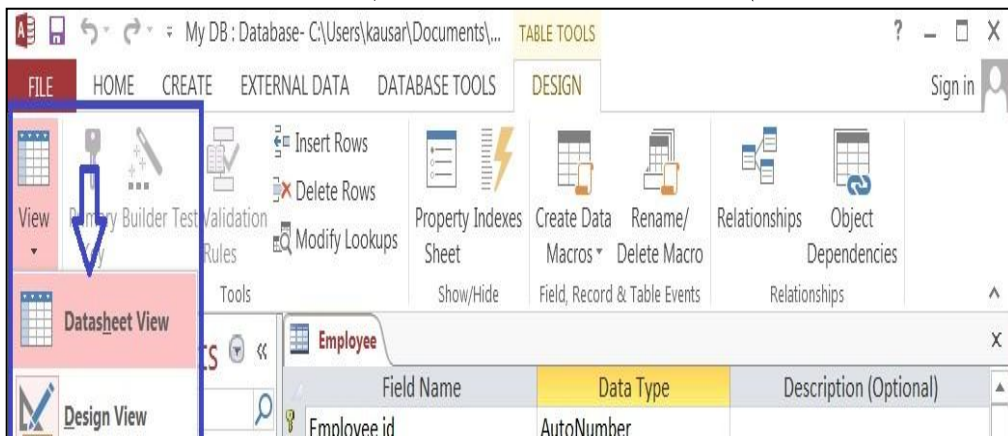 My DB : Database- C:\Users\kausar\Documents\... TABLE TOOLS ?
FILE HOME CREATE EXTERNAL DATA DATABASE TOOLS DESIGN Sign in
View Primary Key Builder Test Validation Rules
Insert Rows
Delete Rows
Modify Lookups
Property Sheet Indexes
Create Data Macros Rename/ Delete Macro
Relationships Object Dependencies
Tools Show/Hide Field, Record & Table Events Relationships
Datasheet View
Design View
Employee
Field Name Data Type Description (Optional)
Employee id AutoNumber